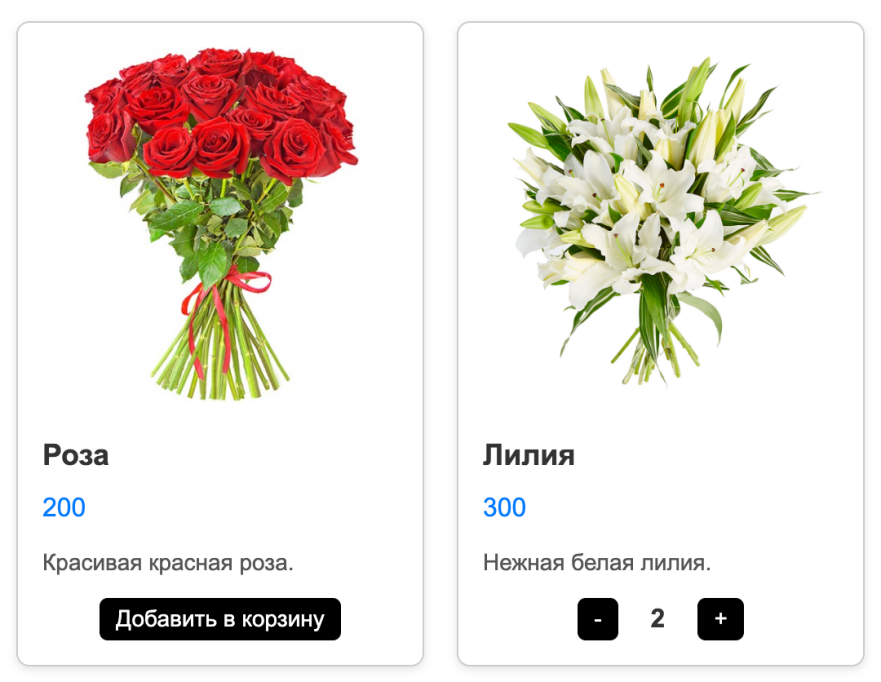 Роза
200
Красивая красная роза.
Добавить в корзину
Лилия
300
Нежная белая лилия.
- 2 +